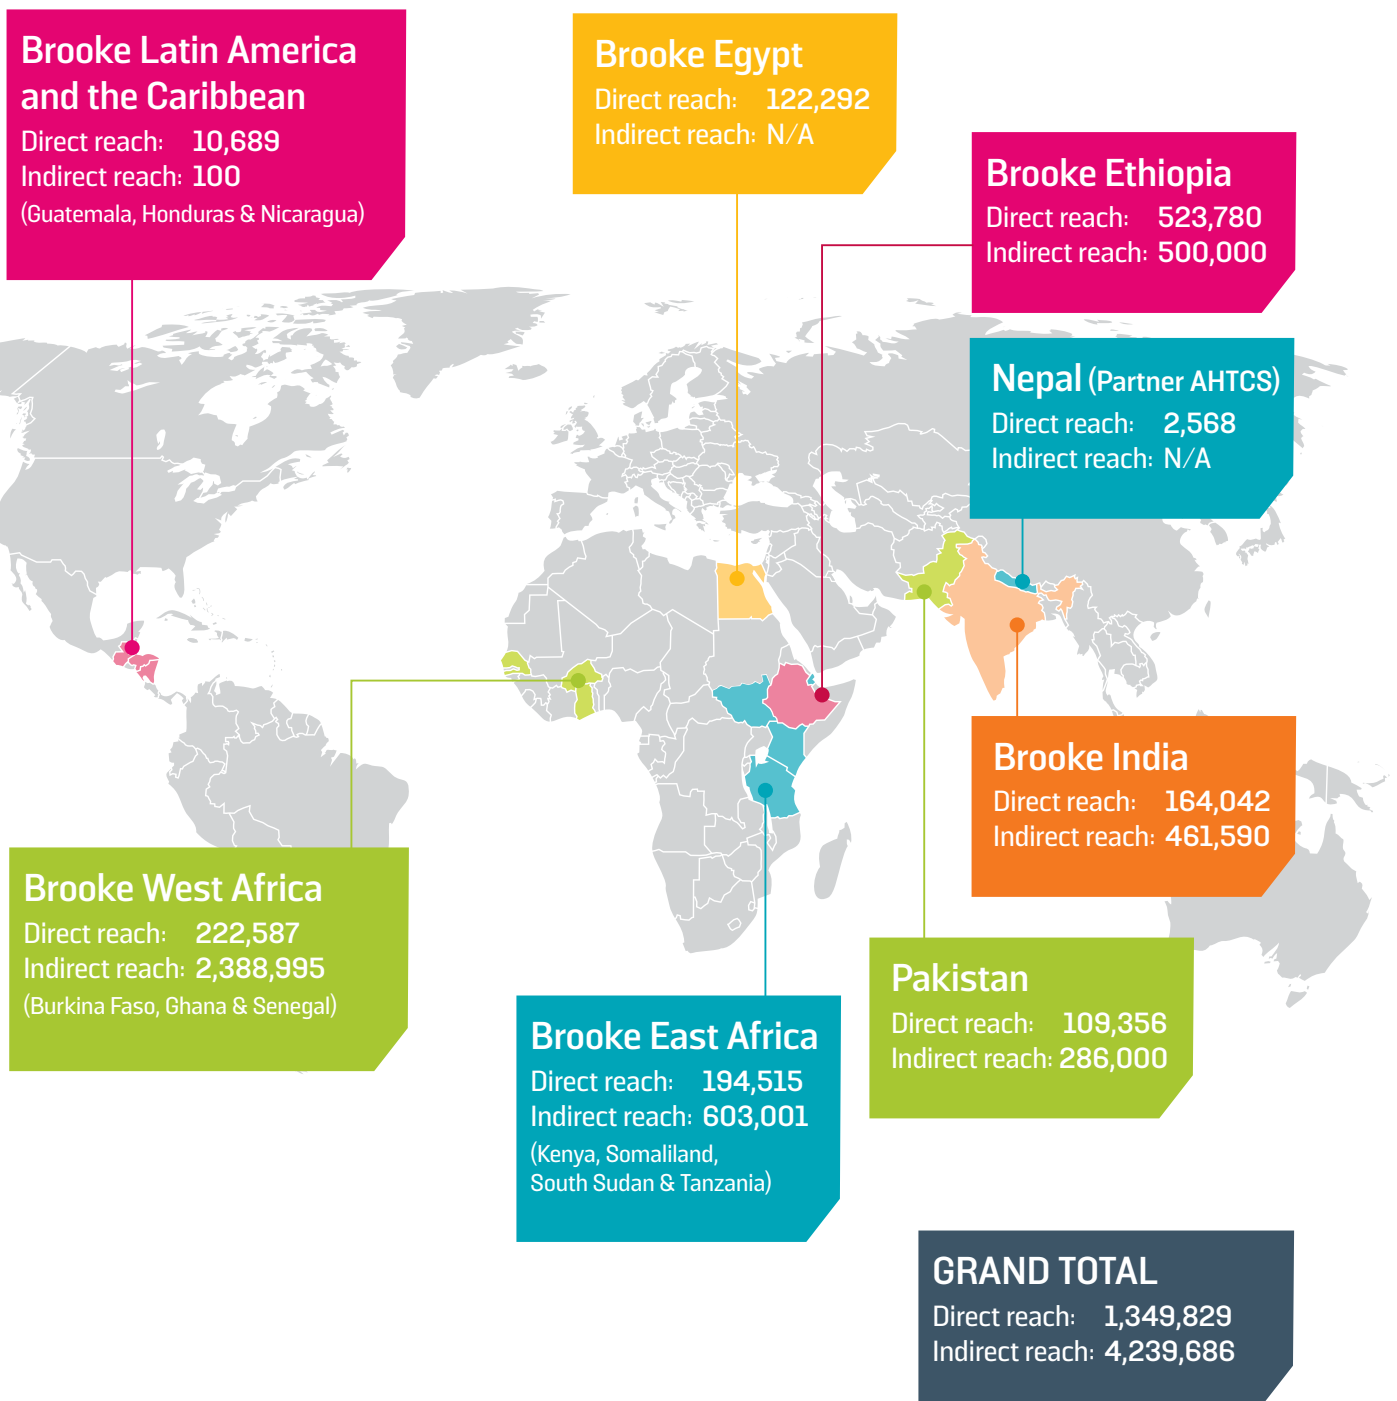 Brooke Latin America
and the Caribbean
Direct reach: 10,689
Indirect reach: 100
(Guatemala, Honduras & Nicaragua)
Brooke Egypt
Direct reach: 122,292
Indirect reach: N/A
Brooke Ethiopia
Direct reach: 523,780
Indirect reach: 500,000
Nepal (Partner AHTCS)
Direct reach: 2,568
Indirect reach: N/A
Brooke India
Direct reach: 164,042
Indirect reach: 461,590
Brooke West Africa
Direct reach: 222,587
Indirect reach: 2,388,995
(Burkina Faso, Ghana & Senegal)
Pakistan
Direct reach: 109,356
Indirect reach: 286,000
Brooke East Africa
Direct reach: 194,515
Indirect reach: 603,001
(Kenya, Somaliland,
South Sudan & Tanzania)
GRAND TOTAL
Direct reach: 1,349,829
Indirect reach: 4,239,686